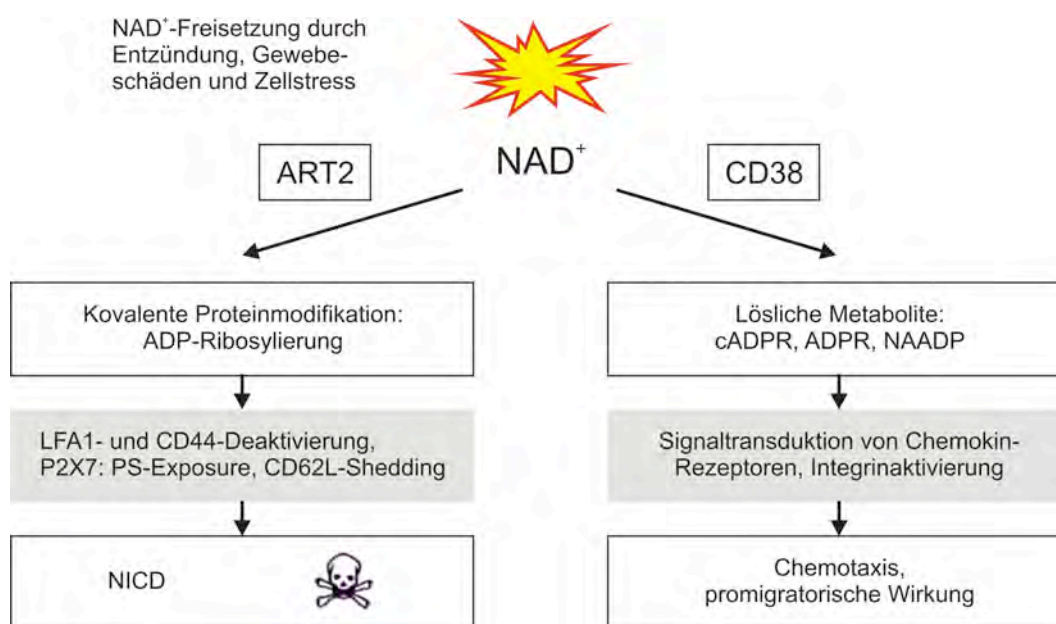 NAD⁺-Freisetzung durch
Entzündung, Gewebe-
schäden und Zellstress
NAD⁺
ART2
CD38
Kovalente Proteinmodifikation:
ADP-Ribosylierung
Lösliche Metabolite:
cADPR, ADPR, NAADP
LFA1- und CD44-Deaktivierung,
P2X7: PS-Exposure, CD62L-Shedding
Signaltransduktion von Chemokin-
Rezeptoren, Integrinaktivierung
NICD
Chemotaxis,
promigratorische Wirkung